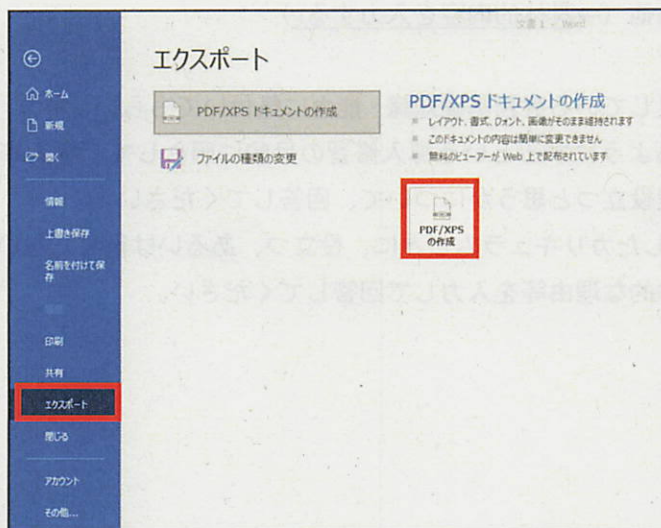 文書 1 - Word
エクスポート
ホーム
新規
開く
情報
上書き保存
名前を付けて保
存
印刷
共有
エクスポート
閉じる
アカウント
その他...
PDF/XPS ドキュメントの作成
ファイルの種類の変更
PDF/XPS ドキュメントの作成
レイアウト、書式、フォント、画像がそのまま維持されます
このドキュメントの内容は簡単に変更できません
無料のビューアーが Web 上で配布されています
PDF/XPS
の作成